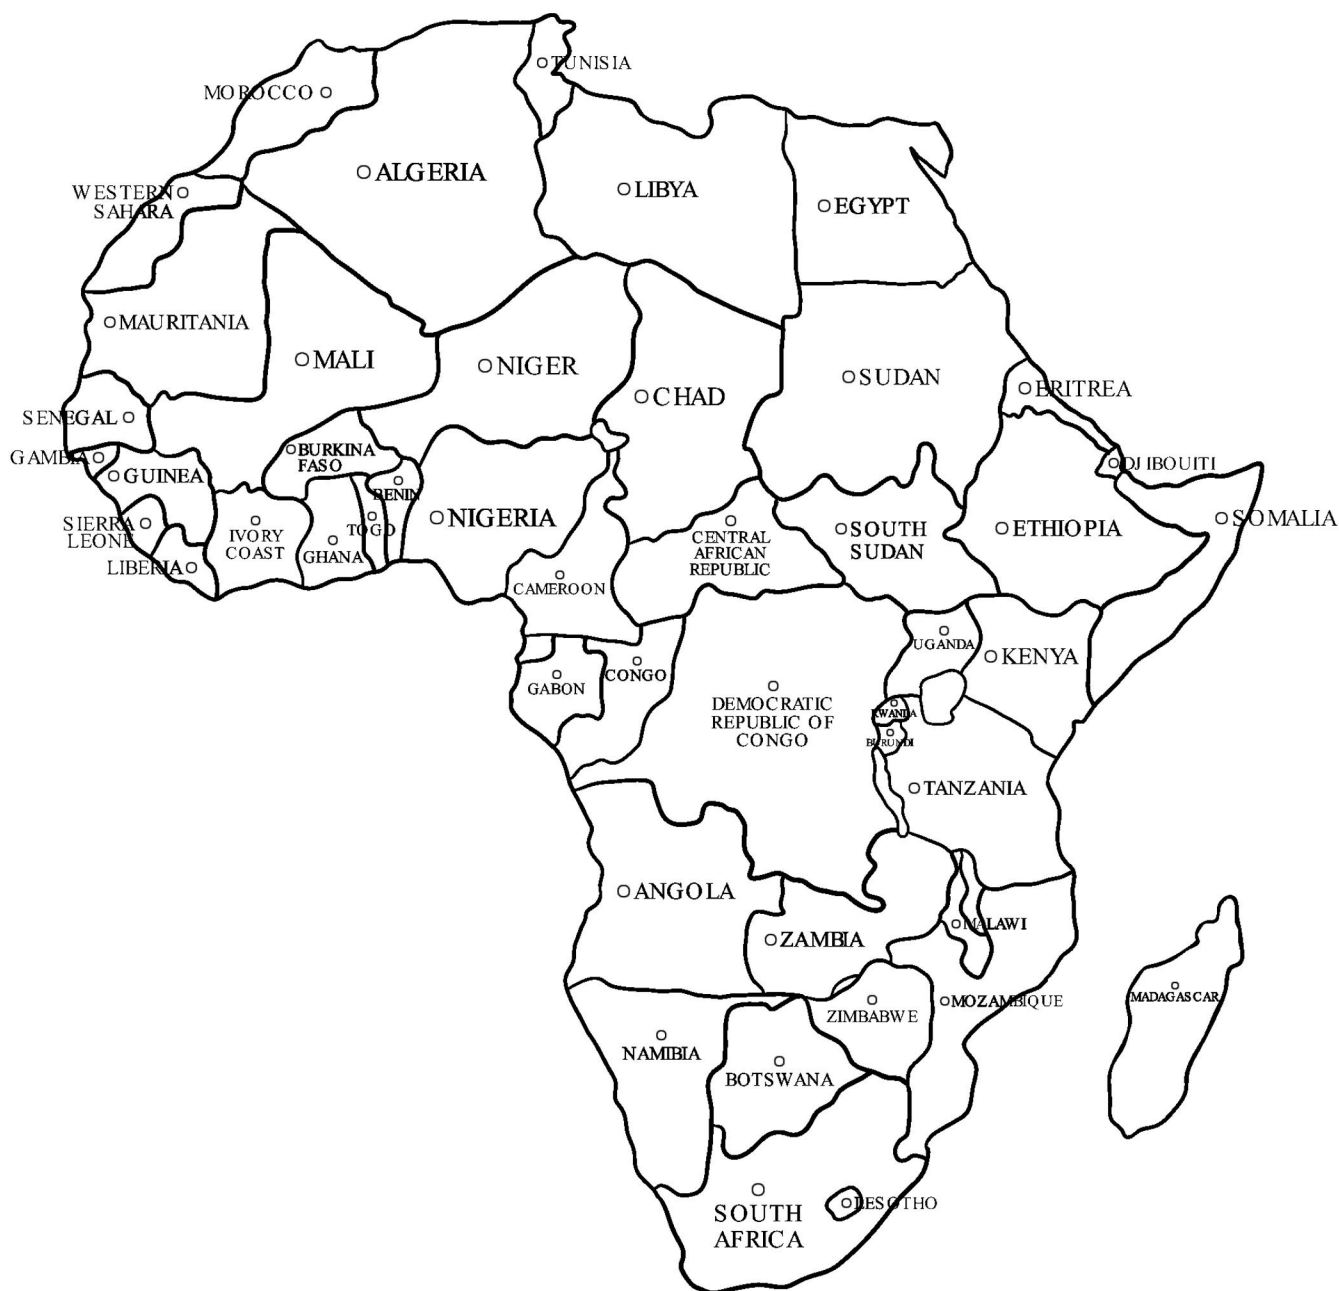 TUNISIA
MOROCCO
ALGERIA
WESTERN
SAHARA
LIBYA
EGYPT
MAURITANIA
MALI
NIGER
CHAD
SUDAN
ERITREA
SENEGAL
GAMBIA
GUINEA
BURKINA
FASO
BENIN
DJIBOUITI
SIERRA
LEONE
IVORY
COAST
GHANA
TOGO
NIGERIA
CENTRAL
AFRICAN
REPUBLIC
SOUTH
SUDAN
ETHIOPIA
SOMALIA
LIBERIA
CAMEROON
UGANDA
KENYA
GABON
CONGO
DEMOCRATIC
REPUBLIC OF
CONGO
RWANDA
BURUNDI
TANZANIA
ANGOLA
ZAMBIA
MALAWI
MADAGASCAR
MOZAMBIQUE
ZIMBABWE
NAMIBIA
BOTSWANA
SOUTH
AFRICA
LESOTHO